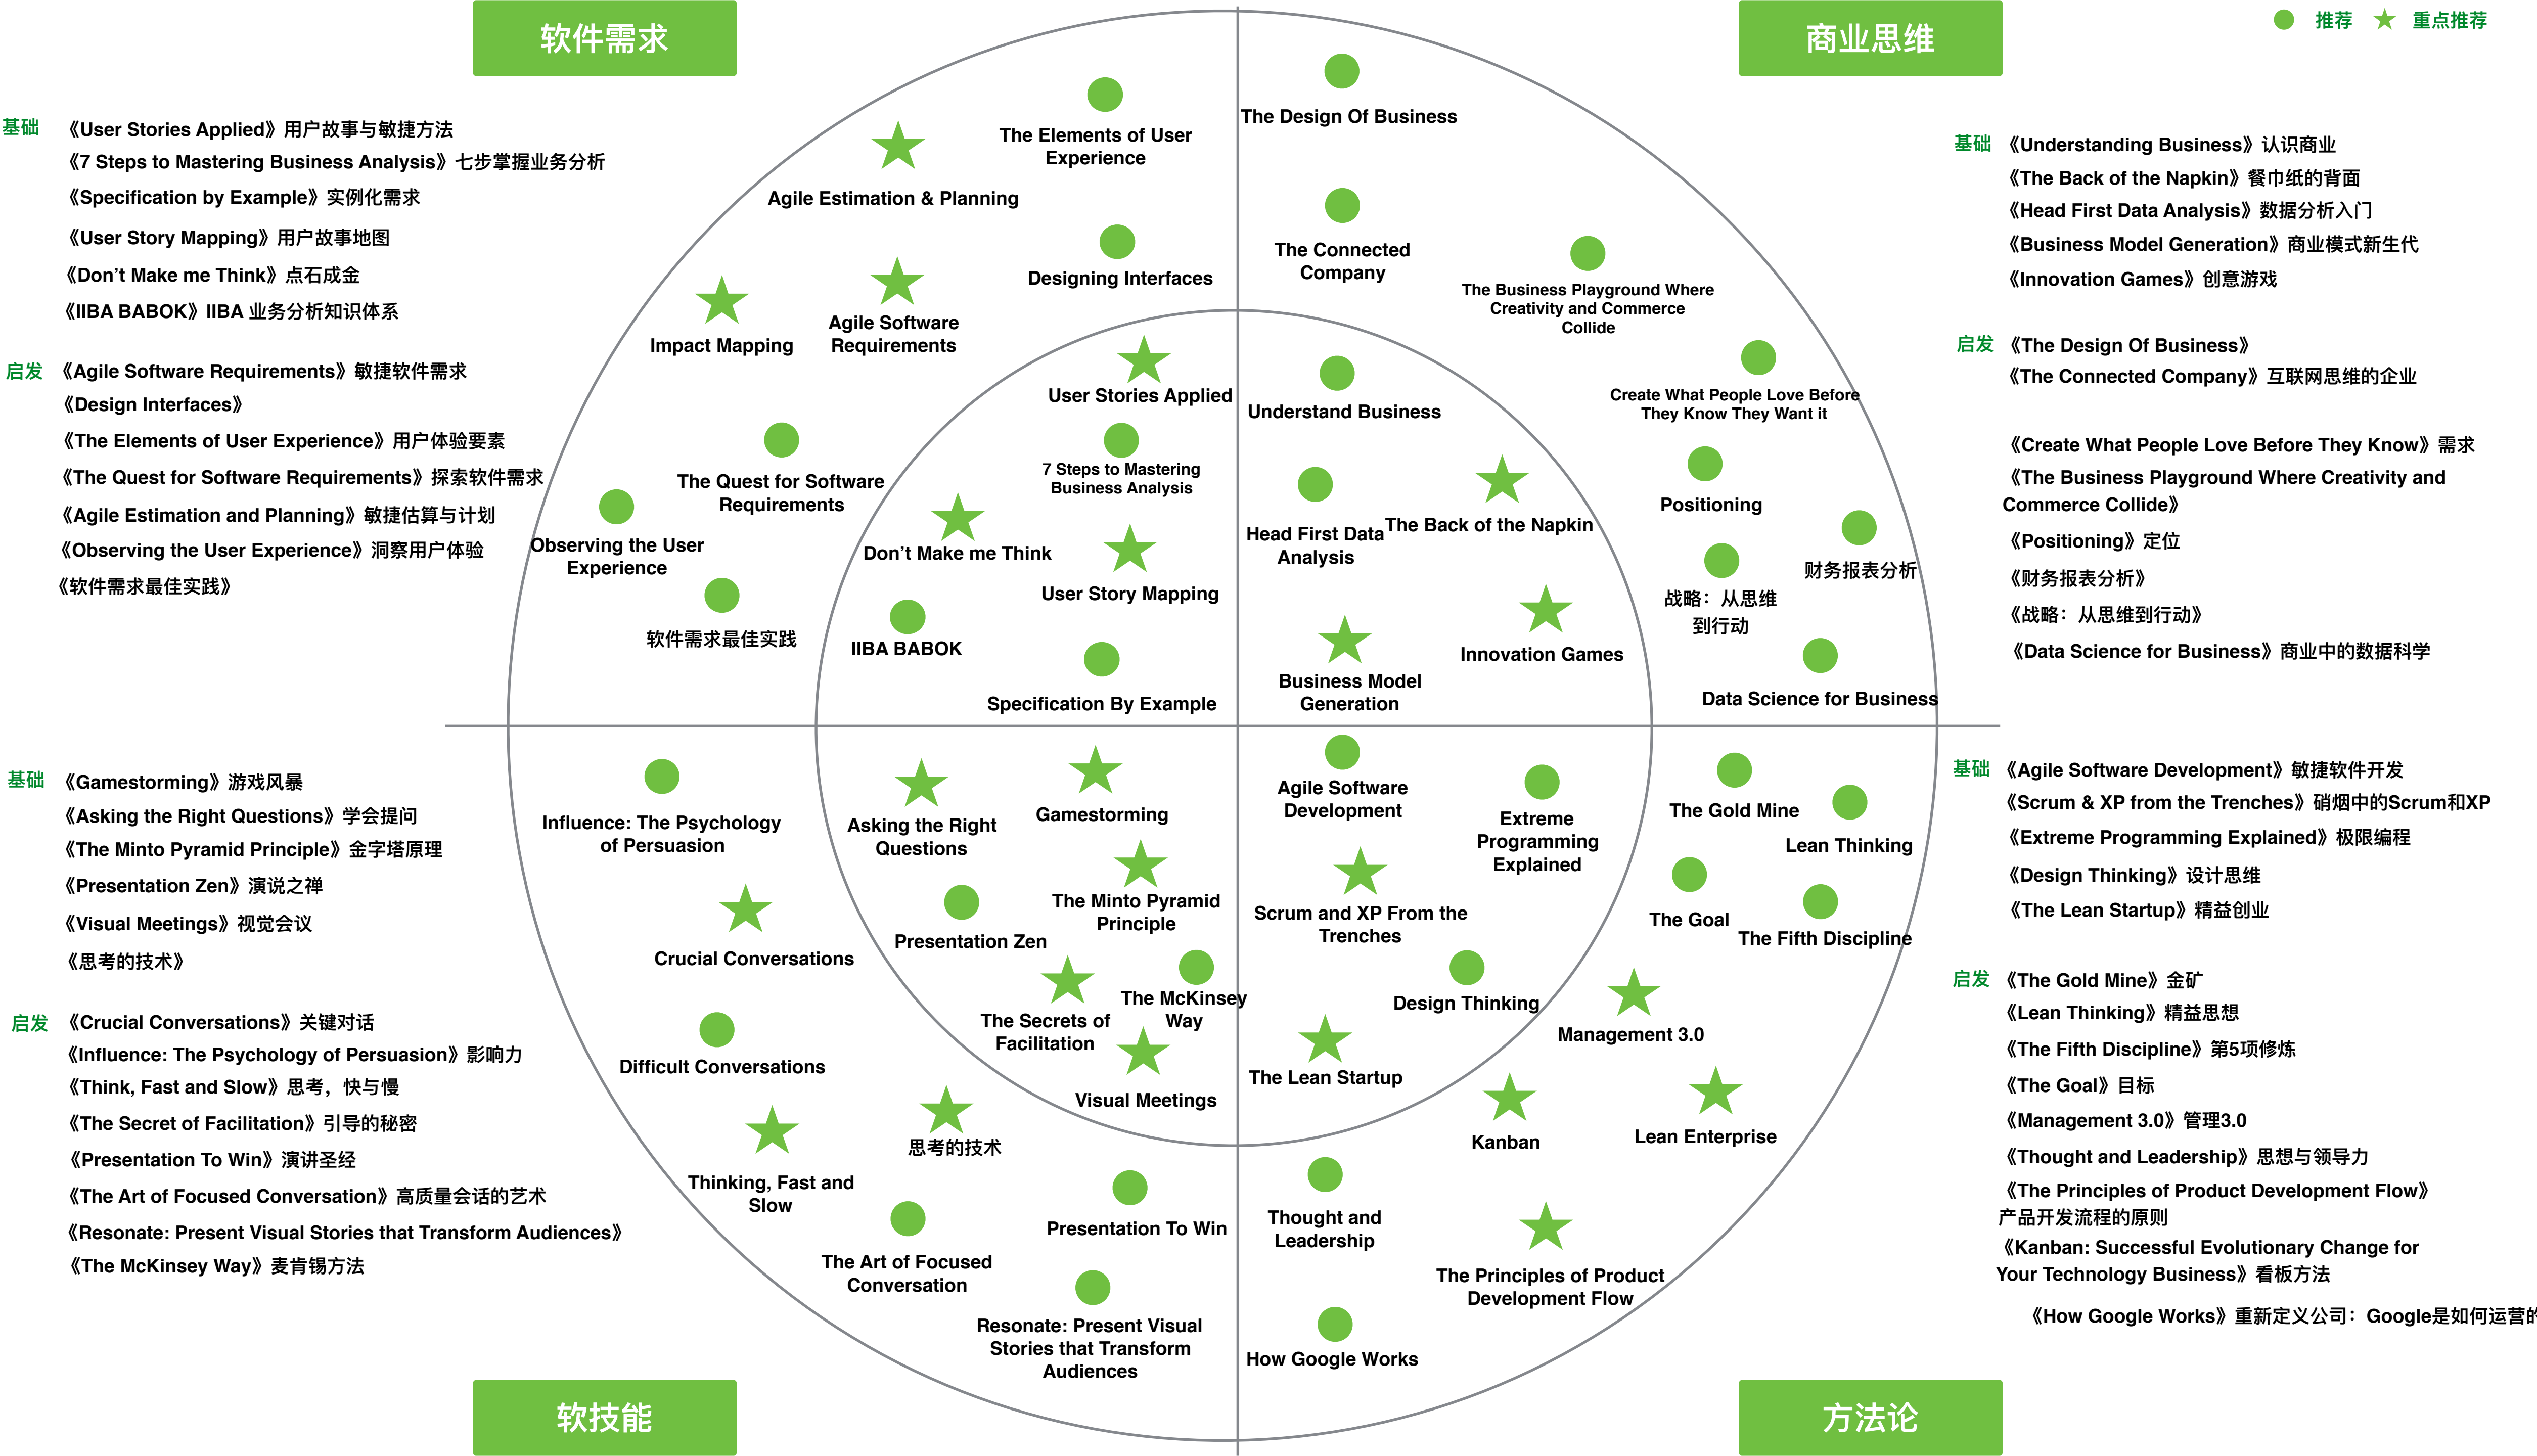 软件需求
商业思维
推荐
重点推荐
基础
《User Stories Applied》用户故事与敏捷方法
《7 Steps to Mastering Business Analysis》七步掌握业务分析
《Specification by Example》实例化需求
《User Story Mapping》用户故事地图
《Don’t Make me Think》点石成金
《IIBA BABOK》IIBA 业务分析知识体系
启发
《Agile Software Requirements》敏捷软件需求
《Design Interfaces》
《The Elements of User Experience》用户体验要素
《The Quest for Software Requirements》探索软件需求
《Agile Estimation and Planning》敏捷估算与计划
《Observing the User Experience》洞察用户体验
《软件需求最佳实践》
The Elements of User
Experience
Agile Estimation & Planning
Designing Interfaces
Impact Mapping
Agile Software
Requirements
The Quest for Software
Requirements
Observing the User
Experience
软件需求最佳实践
User Stories Applied
7 Steps to Mastering
Business Analysis
Don’t Make me Think
User Story Mapping
IIBA BABOK
Specification By Example
The Design Of Business
The Connected
Company
The Business Playground Where
Creativity and Commerce
Collide
Create What People Love Before
They Know They Want it
Positioning
财务报表分析
战略：从思维
到行动
Data Science for Business
Understand Business
Head First Data
Analysis
The Back of the Napkin
Innovation Games
Business Model
Generation
基础
《Understanding Business》认识商业
《The Back of the Napkin》餐巾纸的背面
《Head First Data Analysis》数据分析入门
《Business Model Generation》商业模式新生代
《Innovation Games》创意游戏
启发
《The Design Of Business》
《The Connected Company》互联网思维的企业
《Create What People Love Before They Know》需求
《The Business Playground Where Creativity and
Commerce Collide》
《Positioning》定位
《财务报表分析》
《战略：从思维到行动》
《Data Science for Business》商业中的数据科学
基础
《Gamestorming》游戏风暴
《Asking the Right Questions》学会提问
《The Minto Pyramid Principle》金字塔原理
《Presentation Zen》演说之禅
《Visual Meetings》视觉会议
《思考的技术》
启发
《Crucial Conversations》关键对话
《Influence: The Psychology of Persuasion》影响力
《Think, Fast and Slow》思考，快与慢
《The Secret of Facilitation》引导的秘密
《Presentation To Win》演讲圣经
《The Art of Focused Conversation》高质量会话的艺术
《Resonate: Present Visual Stories that Transform Audiences》
《The McKinsey Way》麦肯锡方法
Influence: The Psychology
of Persuasion
Crucial Conversations
Difficult Conversations
Thinking, Fast and
Slow
思考的技术
The Art of Focused
Conversation
Presentation To Win
Resonate: Present Visual
Stories that Transform
Audiences
Asking the Right
Questions
Gamestorming
The Minto Pyramid
Principle
Presentation Zen
The McKinsey
Way
The Secrets of
Facilitation
Visual Meetings
Agile Software
Development
Extreme
Programming
Explained
Scrum and XP From the
Trenches
Design Thinking
The Lean Startup
The Gold Mine
Lean Thinking
The Goal
The Fifth Discipline
Management 3.0
Kanban
Lean Enterprise
Thought and
Leadership
The Principles of Product
Development Flow
How Google Works
基础
《Agile Software Development》敏捷软件开发
《Scrum & XP from the Trenches》硝烟中的Scrum和XP
《Extreme Programming Explained》极限编程
《Design Thinking》设计思维
《The Lean Startup》精益创业
启发
《The Gold Mine》金矿
《Lean Thinking》精益思想
《The Fifth Discipline》第5项修炼
《The Goal》目标
《Management 3.0》管理3.0
《Thought and Leadership》思想与领导力
《The Principles of Product Development Flow》
产品开发流程的原则
《Kanban: Successful Evolutionary Change for
Your Technology Business》看板方法
《How Google Works》重新定义公司：Google是如何运营的
软技能
方法论